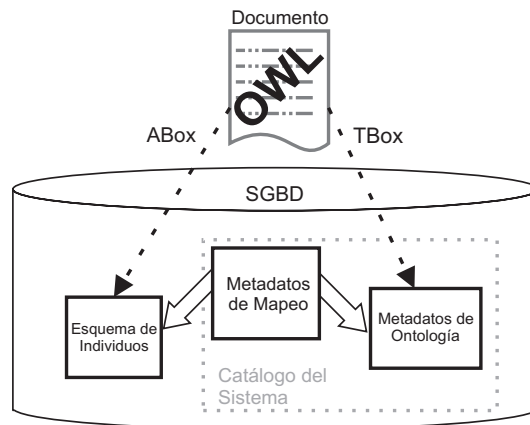 Documento
OWL
ABox
TBox
SGBD
Metadatos
de Mapeo
Esquema de
Individuos
Metadatos de
Ontología
Catálogo del
Sistema